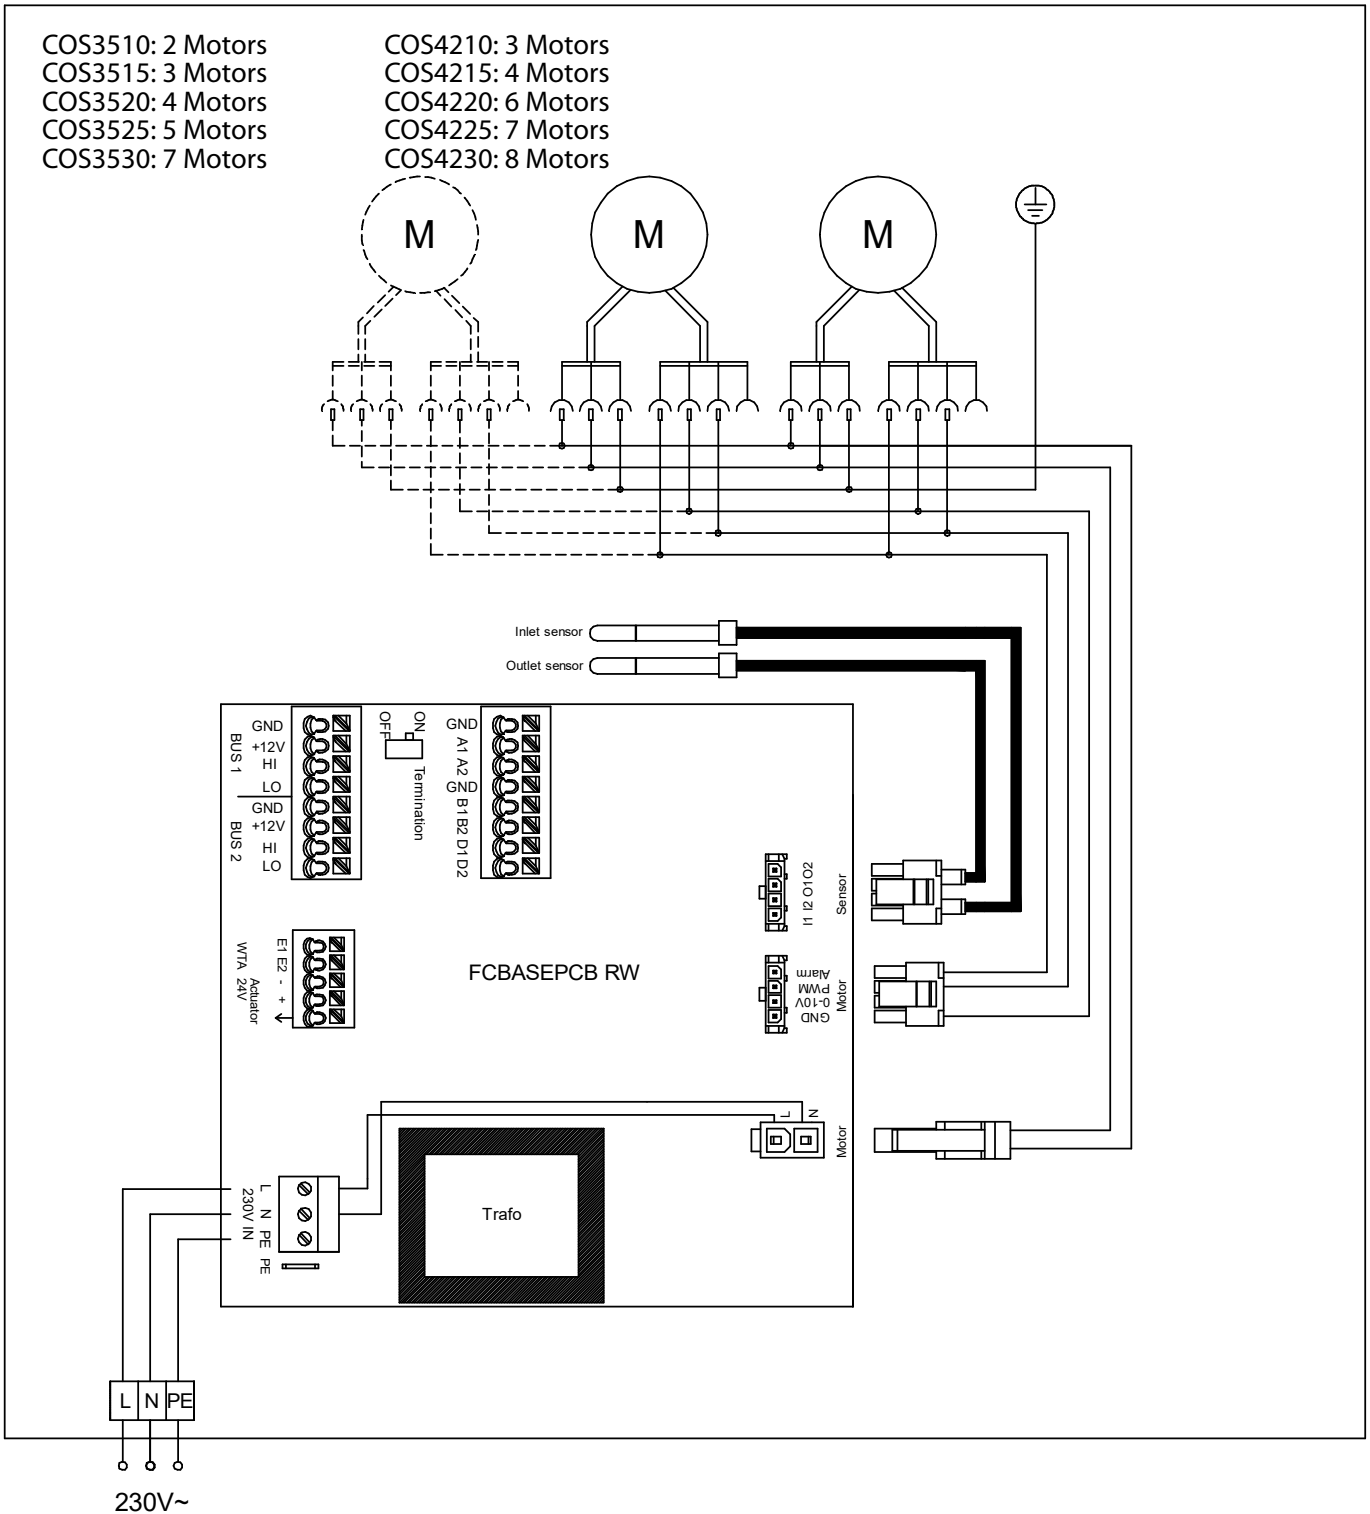 COS3510: 2 Motors
COS3515: 3 Motors
COS3520: 4 Motors
COS3525: 5 Motors
COS3530: 7 Motors
COS4210: 3 Motors
COS4215: 4 Motors
COS4220: 6 Motors
COS4225: 7 Motors
COS4230: 8 Motors
M
M
M
Inlet sensor
Outlet sensor
BUS 1
GND
+12V
HI
LO
BUS 2
GND
+12V
HI
LO
OFF
ON
Termination
GND
A1 A2
GND
B1 B2 D1 D2
I1 I2 O1 O2
Sensor
WTA
E1 E2 - +
Actuator
24V
FCBASEPCB RW
Alarm
PWM
0-10V
GND
Motor
L
N
Motor
230V IN
L
N
PE
PE
Trafo
L
N
PE
230V~